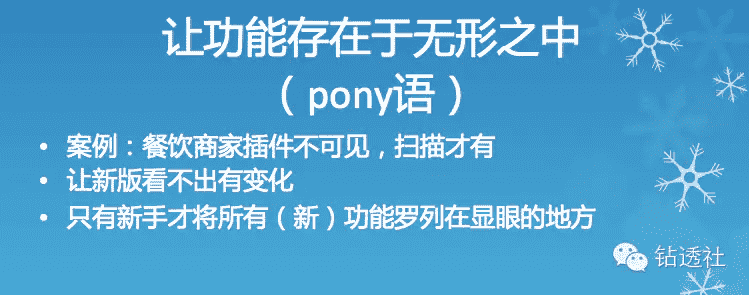 让功能存在于无形之中
（pony语）
• 案例：餐饮商家插件不可见，扫描才有
• 让新版看不出有变化
• 只有新手才将所有（新）功能罗列在显眼的地方
钻透社